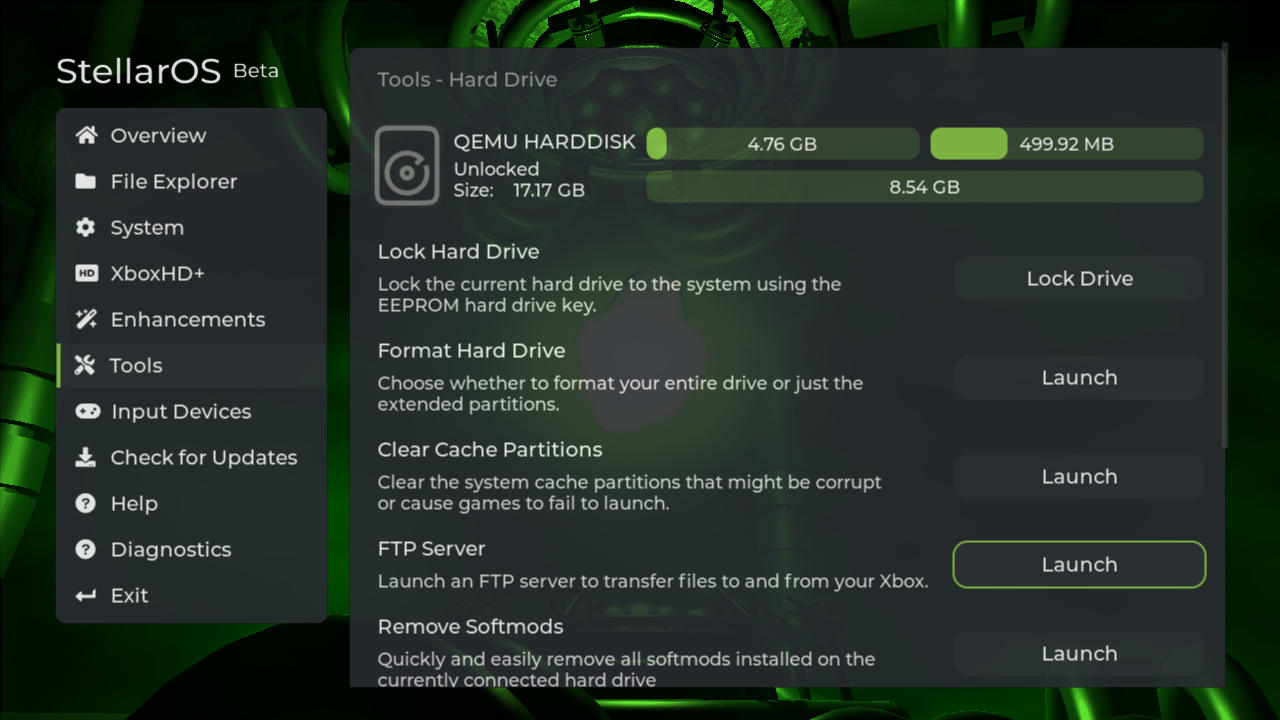 StellarOS Beta
Overview
File Explorer
System
HD XboxHD+
Enhancements
Tools
Input Devices
Check for Updates
? Help
? Diagnostics
Exit
Tools - Hard Drive
QEMU HARDDISK
Unlocked
Size: 17.17 GB
4.76 GB
499.92 MB
8.54 GB
Lock Hard Drive
Lock the current hard drive to the system using the
EEPROM hard drive key.
Lock Drive
Format Hard Drive
Choose whether to format your entire drive or just the
extended partitions.
Launch
Clear Cache Partitions
Clear the system cache partitions that might be corrupt
or cause games to fail to launch.
Launch
FTP Server
Launch an FTP server to transfer files to and from your Xbox.
Launch
Remove Softmods
Quickly and easily remove all softmods installed on the
currently connected hard drive
Launch